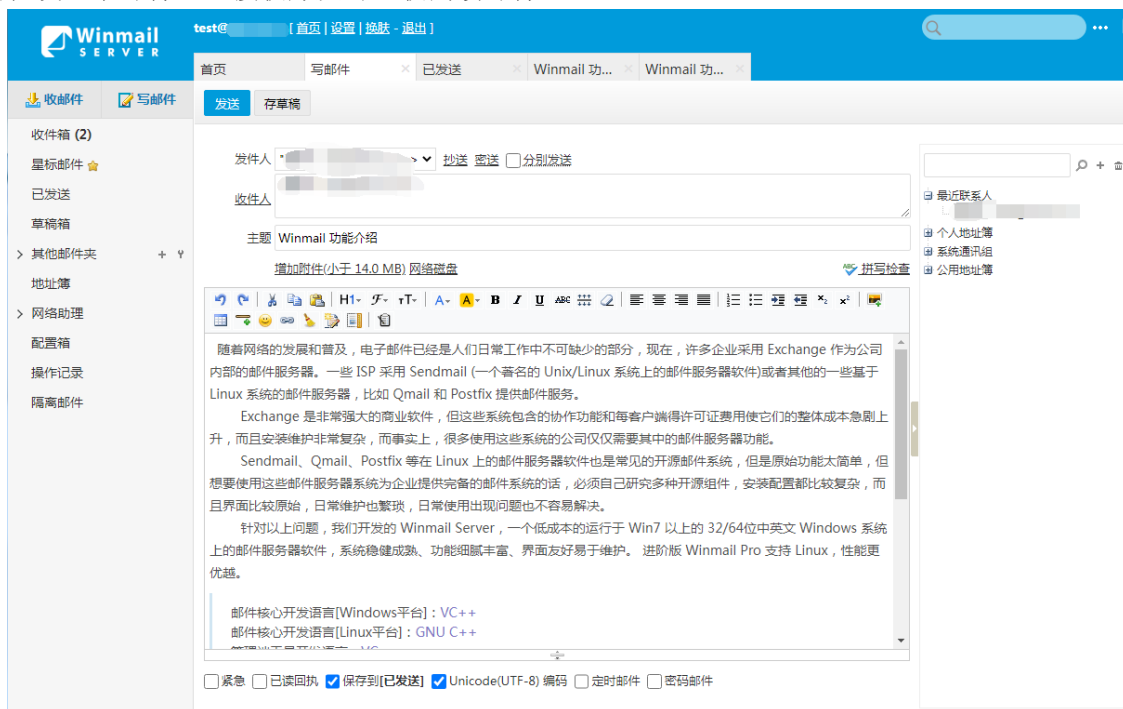 Winmail
SERVER
test@ [ 首页 | 设置 | 换肤 - 退出 ]
首页 写邮件 × 已发送 × Winmail 功... × Winmail 功... ×
收邮件 写邮件
发送 存草稿
收件箱 (2)
星标邮件
已发送
草稿箱
其他邮件夹
地址簿
网络助理
配置箱
操作记录
隔离邮件
发件人 抄送 密送 分别发送
收件人
主题 Winmail 功能介绍
增加附件(小于 14.0 MB) 网络磁盘 拼写检查
随着网络的发展和普及，电子邮件已经是人们日常工作中不可缺少的部分，现在，许多企业采用 Exchange 作为公司
内部的邮件服务器。一些 ISP 采用 Sendmail (一个著名的 Unix/Linux 系统上的邮件服务器软件)或者其他的一些基于
Linux 系统的邮件服务器，比如 Qmail 和 Postfix 提供邮件服务。
Exchange 是非常强大的商业软件，但这些系统包含的协作功能和每客户端得许可证费用使它们的整体成本急剧上
升，而且安装维护非常复杂，而事实上，很多使用这些系统的公司仅仅需要其中的邮件服务器功能。
Sendmail、Qmail、Postfix 等在 Linux 上的邮件服务器软件也是常见的开源邮件系统，但是原始功能太简单，但
想要使用这些邮件服务器系统为企业提供完备的邮件系统的话，必须自己研究多种开源组件，安装配置都比较复杂，而
且界面比较原始，日常维护也繁琐，日常使用出现问题也不容易解决。
针对以上问题，我们开发的 Winmail Server，一个低成本的运行于 Win7 以上的 32/64位中英文 Windows 系统
上的邮件服务器软件，系统稳健成熟、功能细腻丰富、界面友好易于维护。 进阶版 Winmail Pro 支持 Linux，性能更
优越。
邮件核心开发语言[Windows平台]：VC++
邮件核心开发语言[Linux平台]：GNU C++
紧急 已读回执 保存到[已发送] Unicode(UTF-8) 编码 定时邮件 密码邮件
最近联系人
个人地址簿
系统通讯组
公用地址簿